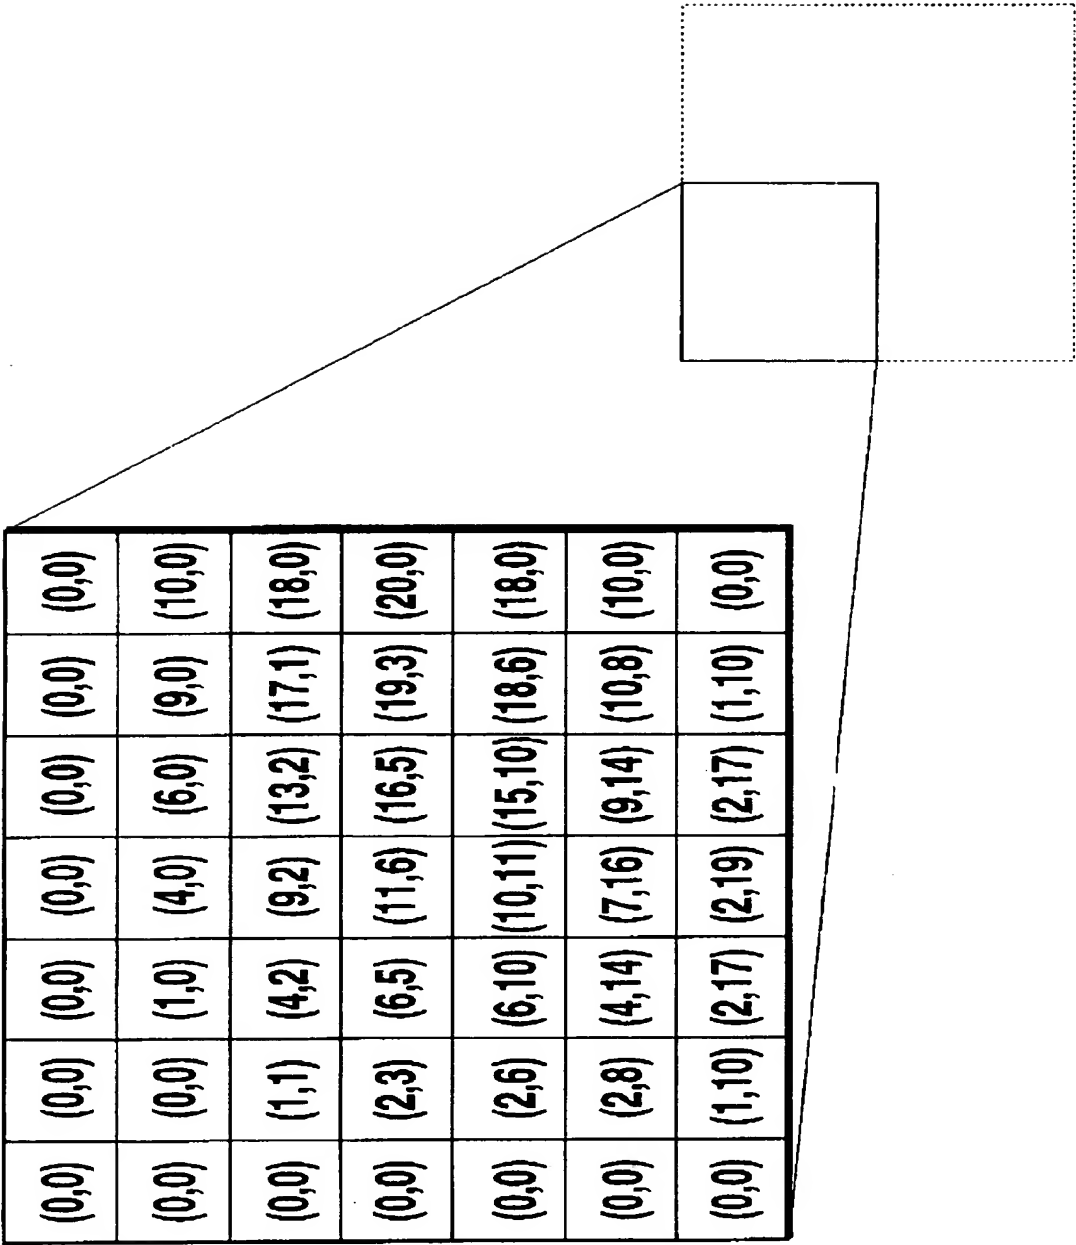 (0,0) (0,0) (0,0) (0,0) (0,0) (0,0) (0,0)
(0,0) (0,0) (1,0) (4,0) (6,0) (9,0) (10,0)
(0,0) (1,1) (4,2) (9,2) (13,2) (17,1) (18,0)
(0,0) (2,3) (6,5) (11,6) (16,5) (19,3) (20,0)
(0,0) (2,6) (6,10) (10,11) (15,10) (18,6) (18,0)
(0,0) (2,8) (4,14) (7,16) (9,14) (10,8) (10,0)
(0,0) (1,10) (2,17) (2,19) (2,17) (1,10) (0,0)